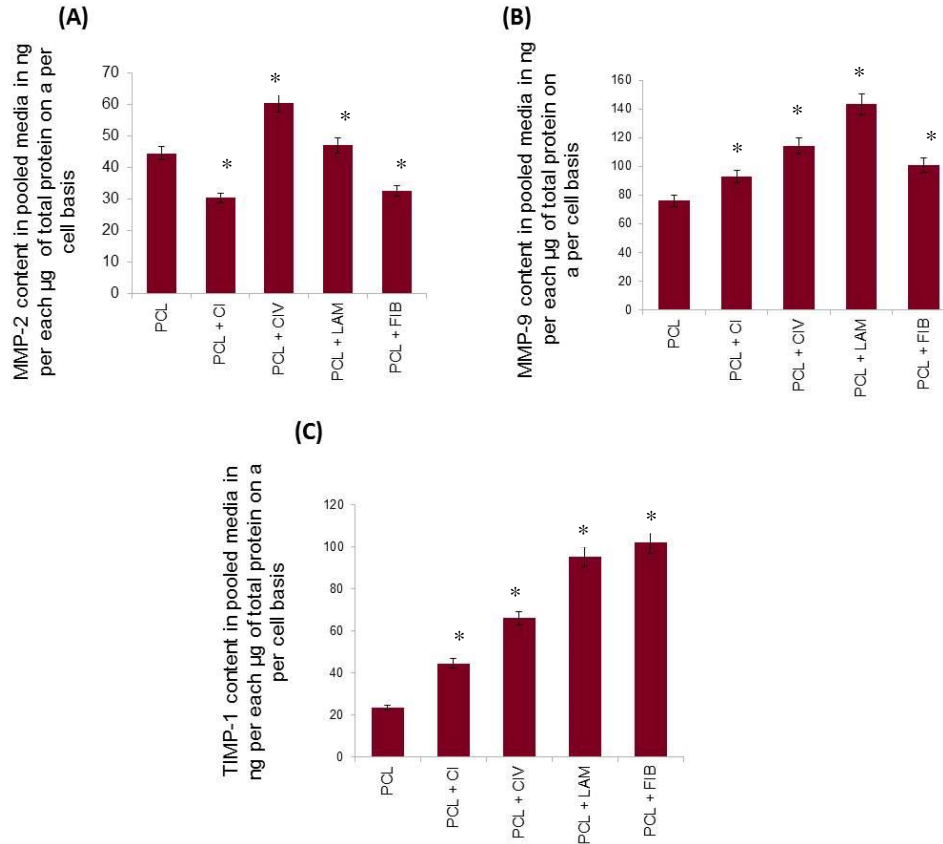 (A)
MMP-2 content in pooled media in ng
per each µg of total protein on a per
cell basis
70
60
50
40
30
20
10
0
*
*
*
*
PCL
PCL + CI
PCL + CIV
PCL + LAM
PCL + FIB
(B)
MMP-9 content in pooled media in ng
per each µg of total protein on
a per cell basis
160
140
120
100
80
60
40
20
0
*
*
*
*
PCL
PCL + CI
PCL + CIV
PCL + LAM
PCL + FIB
(C)
TIMP-1 content in pooled media in
ng per each µg of total protein on a
per cell basis
120
100
80
60
40
20
0
*
*
*
*
PCL
PCL + CI
PCL + CIV
PCL + LAM
PCL + FIB